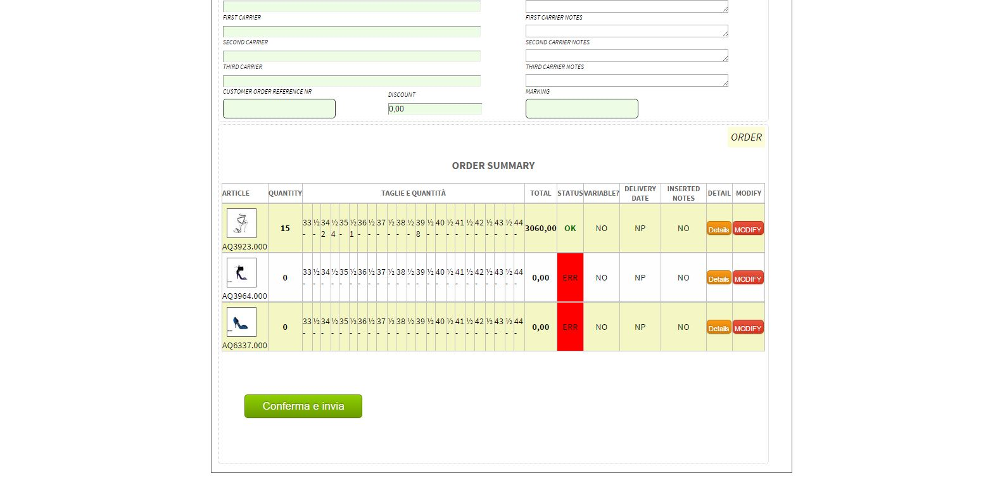 FIRST CARRIER FIRST CARRIER NOTES
SECOND CARRIER SECOND CARRIER NOTES
THIRD CARRIER THIRD CARRIER NOTES
CUSTOMER ORDER REFERENCE NR DISCOUNT MARKING
0,00
ORDER
ORDER SUMMARY
ARTICLE QUANTITY TAGLIE E QUANTITÀ TOTAL STATUS VARIABLE? DELIVERY DATE INSERTED NOTES DETAIL MODIFY
33 ½ 34 ½ 35 ½ 36 ½ 37 ½ 38 ½ 39 ½ 40 ½ 41 ½ 42 ½ 43 ½ 44
15 3060,00 OK NO NP NO Details MODIFY
- - 2 4 - 1 - - - - - - 8 - - - - - - - - - -
AQ3923.000
33 ½ 34 ½ 35 ½ 36 ½ 37 ½ 38 ½ 39 ½ 40 ½ 41 ½ 42 ½ 43 ½ 44
0 0,00 ERR NO NP NO Details MODIFY
- - - - - - - - - - - - - - - - - - - - - - -
AQ3964.000
33 ½ 34 ½ 35 ½ 36 ½ 37 ½ 38 ½ 39 ½ 40 ½ 41 ½ 42 ½ 43 ½ 44
0 0,00 ERR NO NP NO Details MODIFY
- - - - - - - - - - - - - - - - - - - - - - -
AQ6337.000
Conferma e invia